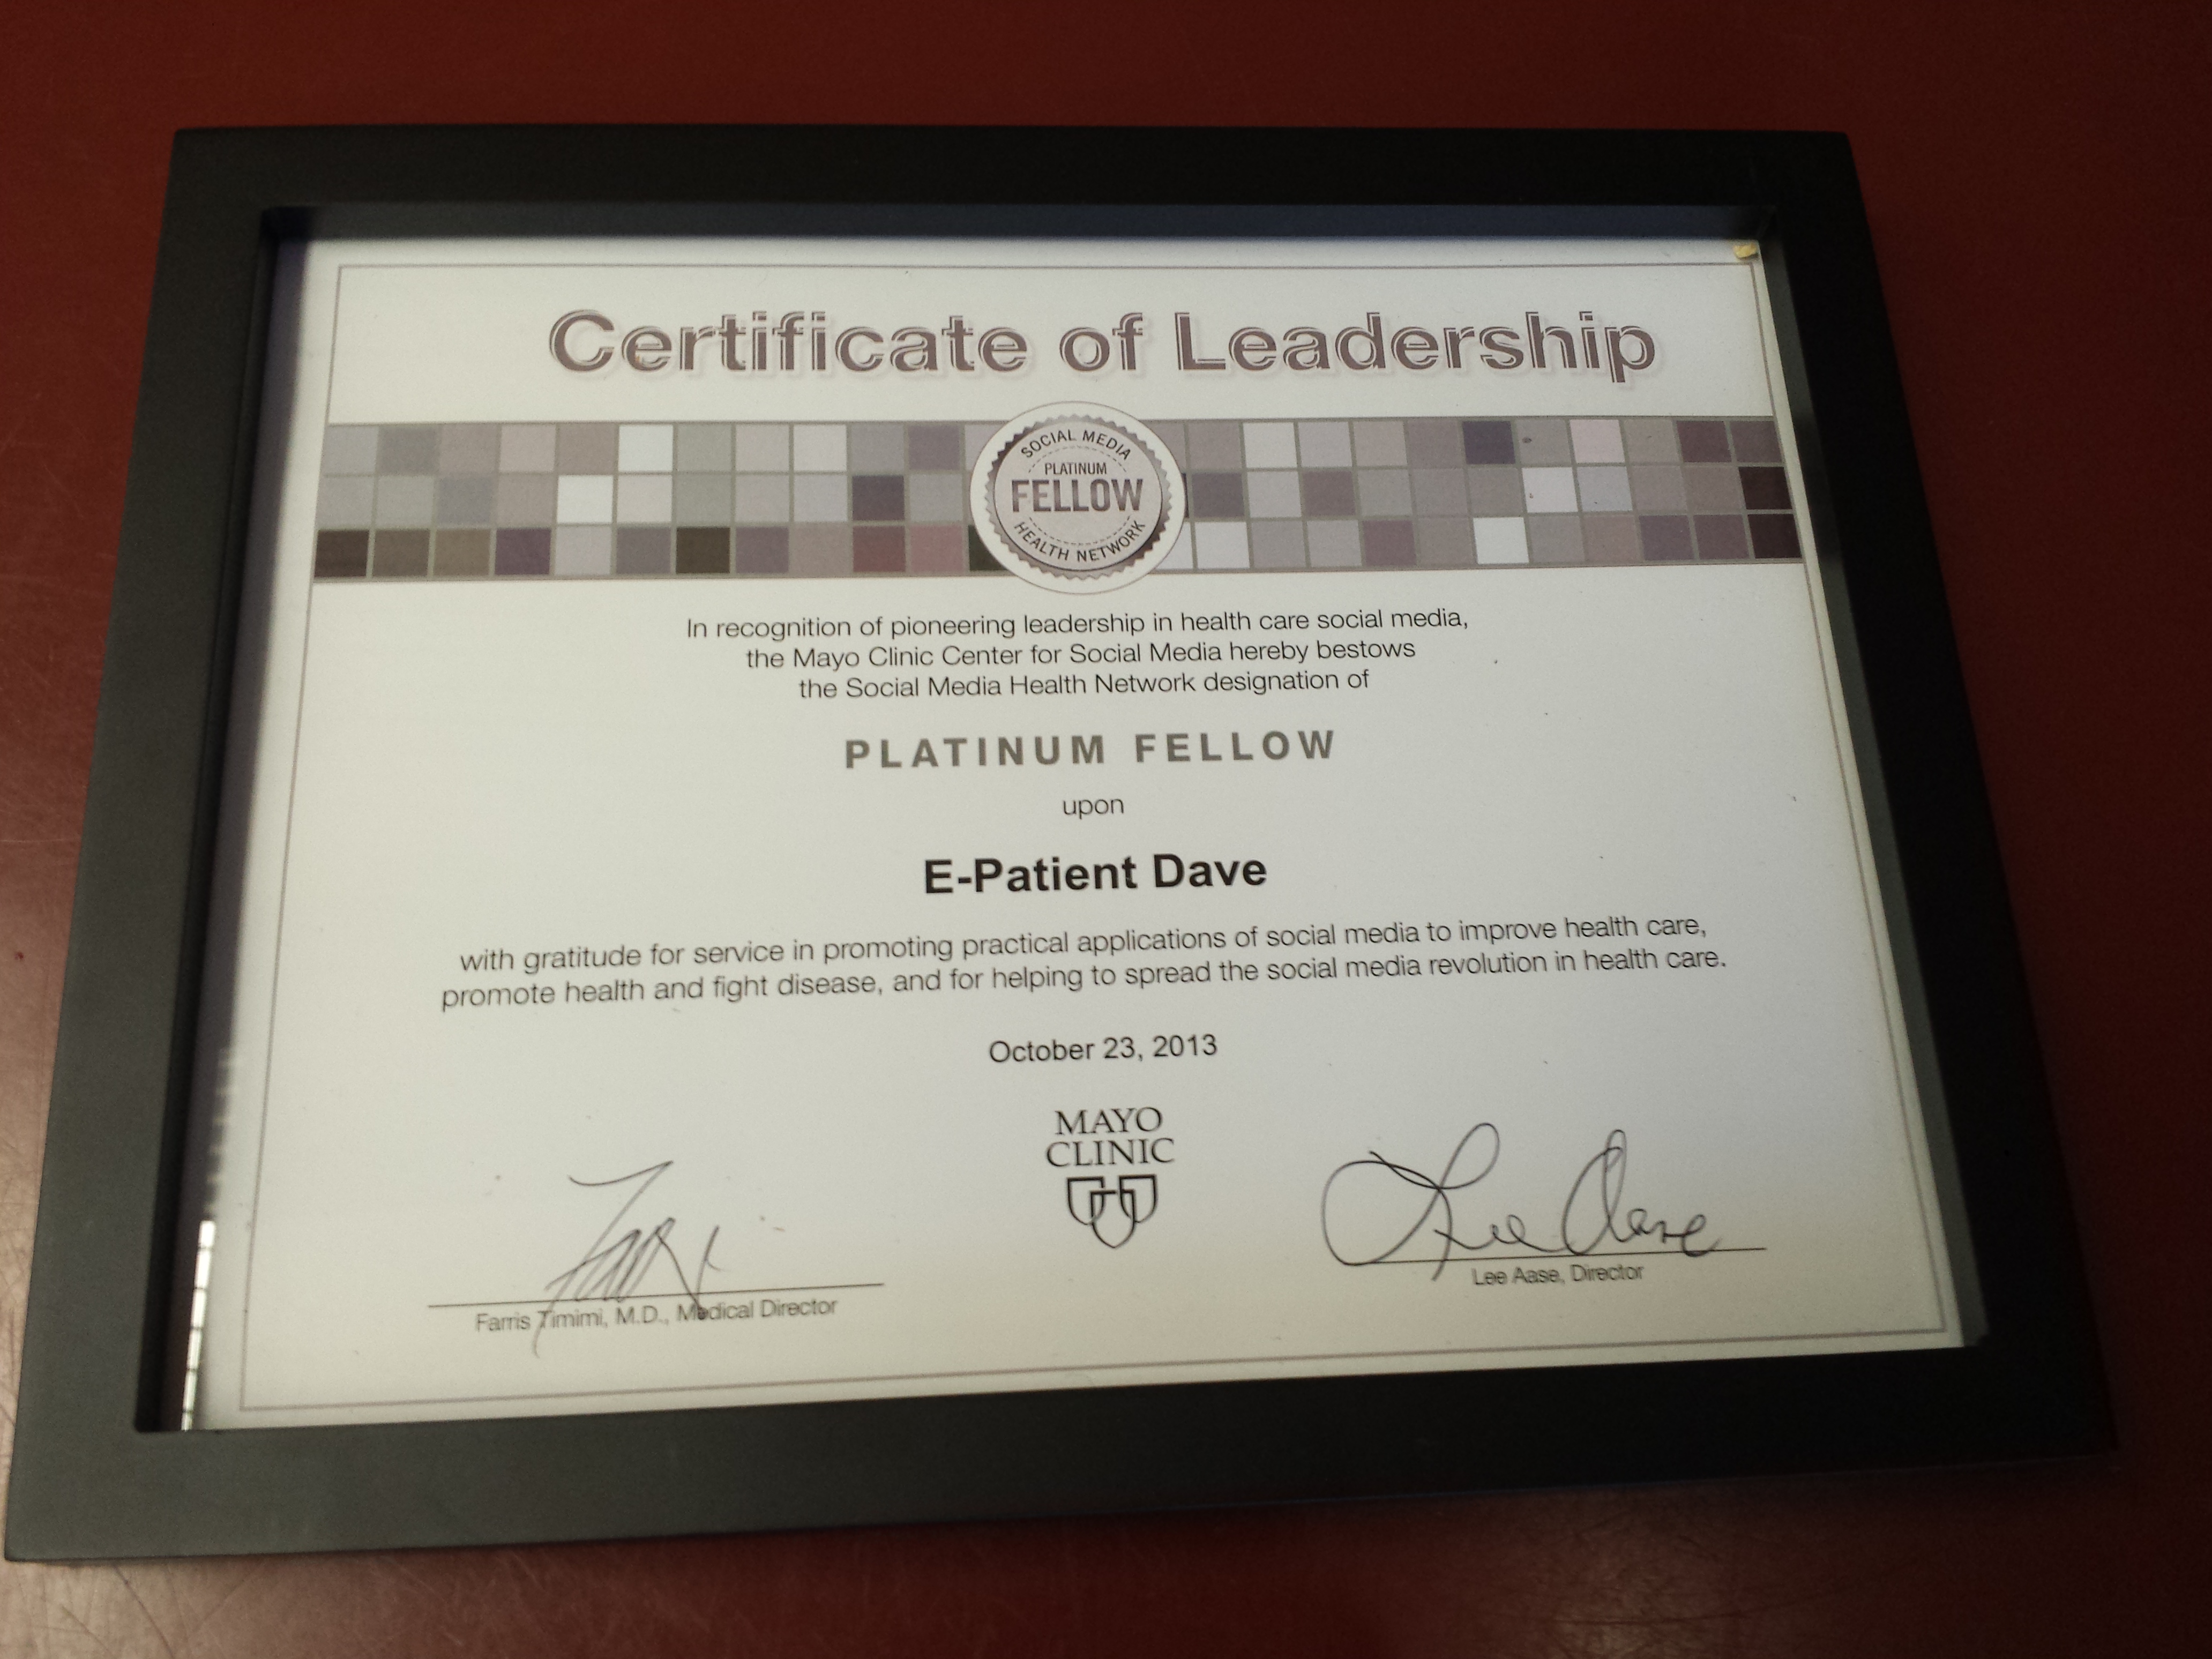 Certificate of Leadership
SOCIAL MEDIA
PLATINUM
FELLOW
HEALTH NETWORK
In recognition of pioneering leadership in health care social media,
the Mayo Clinic Center for Social Media hereby bestows
the Social Media Health Network designation of
PLATINUM FELLOW
upon
E-Patient Dave
with gratitude for service in promoting practical applications of social media to improve health care,
promote health and fight disease, and for helping to spread the social media revolution in health care.
October 23, 2013
MAYO
CLINIC
Lee Aase
Farris Timimi, M.D., Medical Director
Lee Aase, Director